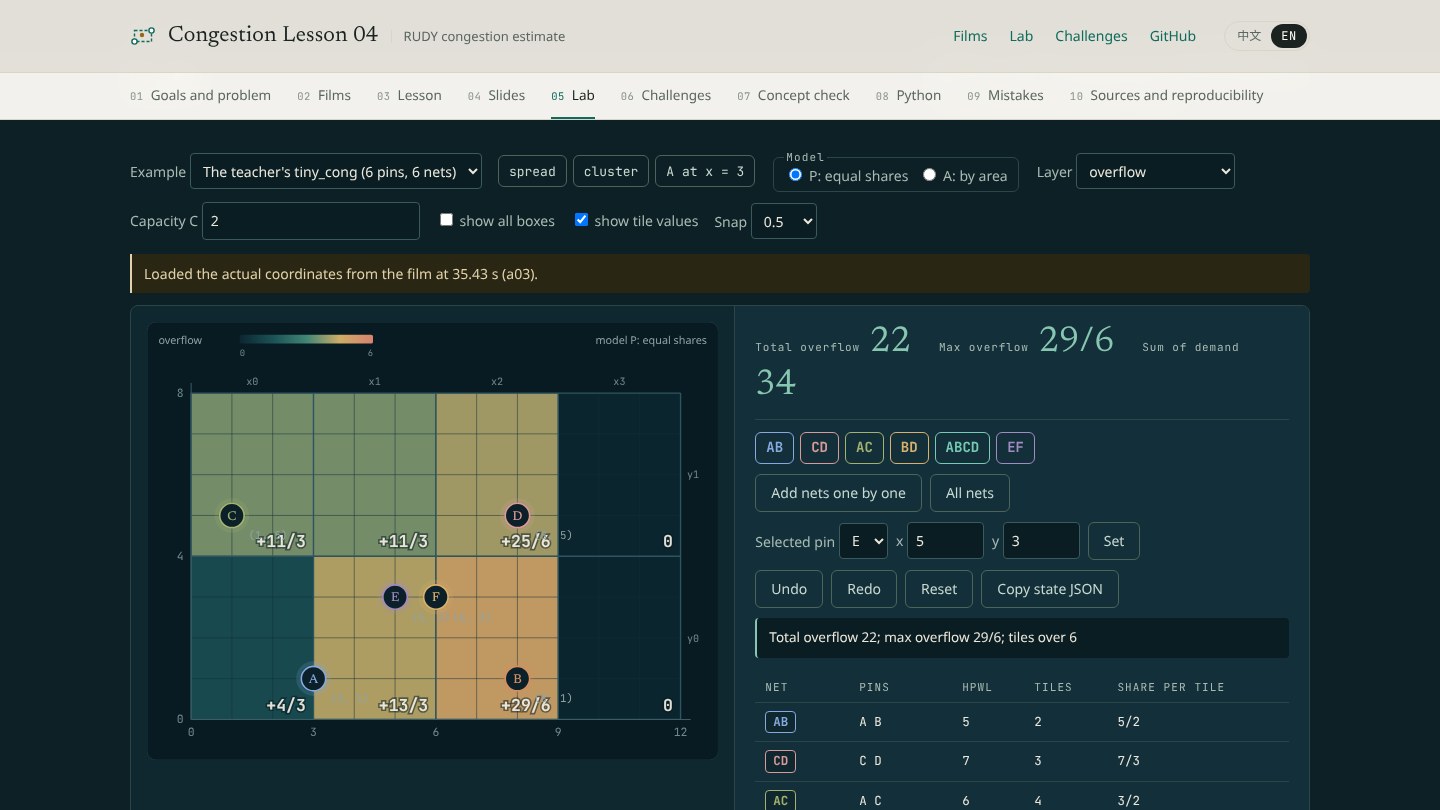 Congestion Lesson 04
RUDY congestion estimate
Films Lab Challenges GitHub 中文 EN
01 Goals and problem 02 Films 03 Lesson 04 Slides 05 Lab 06 Challenges 07 Concept check 08 Python 09 Mistakes 10 Sources and reproducibility
Example The teacher's tiny_cong (6 pins, 6 nets) spread cluster A at x = 3 Model P: equal shares A: by area Layer overflow
Capacity C 2 show all boxes show tile values Snap 0.5
Loaded the actual coordinates from the film at 35.43 s (a03).
overflow 0 6 model P: equal shares
x0 x1 x2 x3
8
y1
C D
+11/3 +11/3 +25/6 5) 0
4
E F
y0
A B
+4/3 +13/3 +29/6 1) 0
0
0 3 6 9 12
Total overflow 22 Max overflow 29/6 Sum of demand
34
AB CD AC BD ABCD EF
Add nets one by one All nets
Selected pin E x 5 y 3 Set
Undo Redo Reset Copy state JSON
Total overflow 22; max overflow 29/6; tiles over 6
NET PINS HPWL TILES SHARE PER TILE
AB A B 5 2 5/2
CD C D 7 3 7/3
AC A C 6 4 3/2